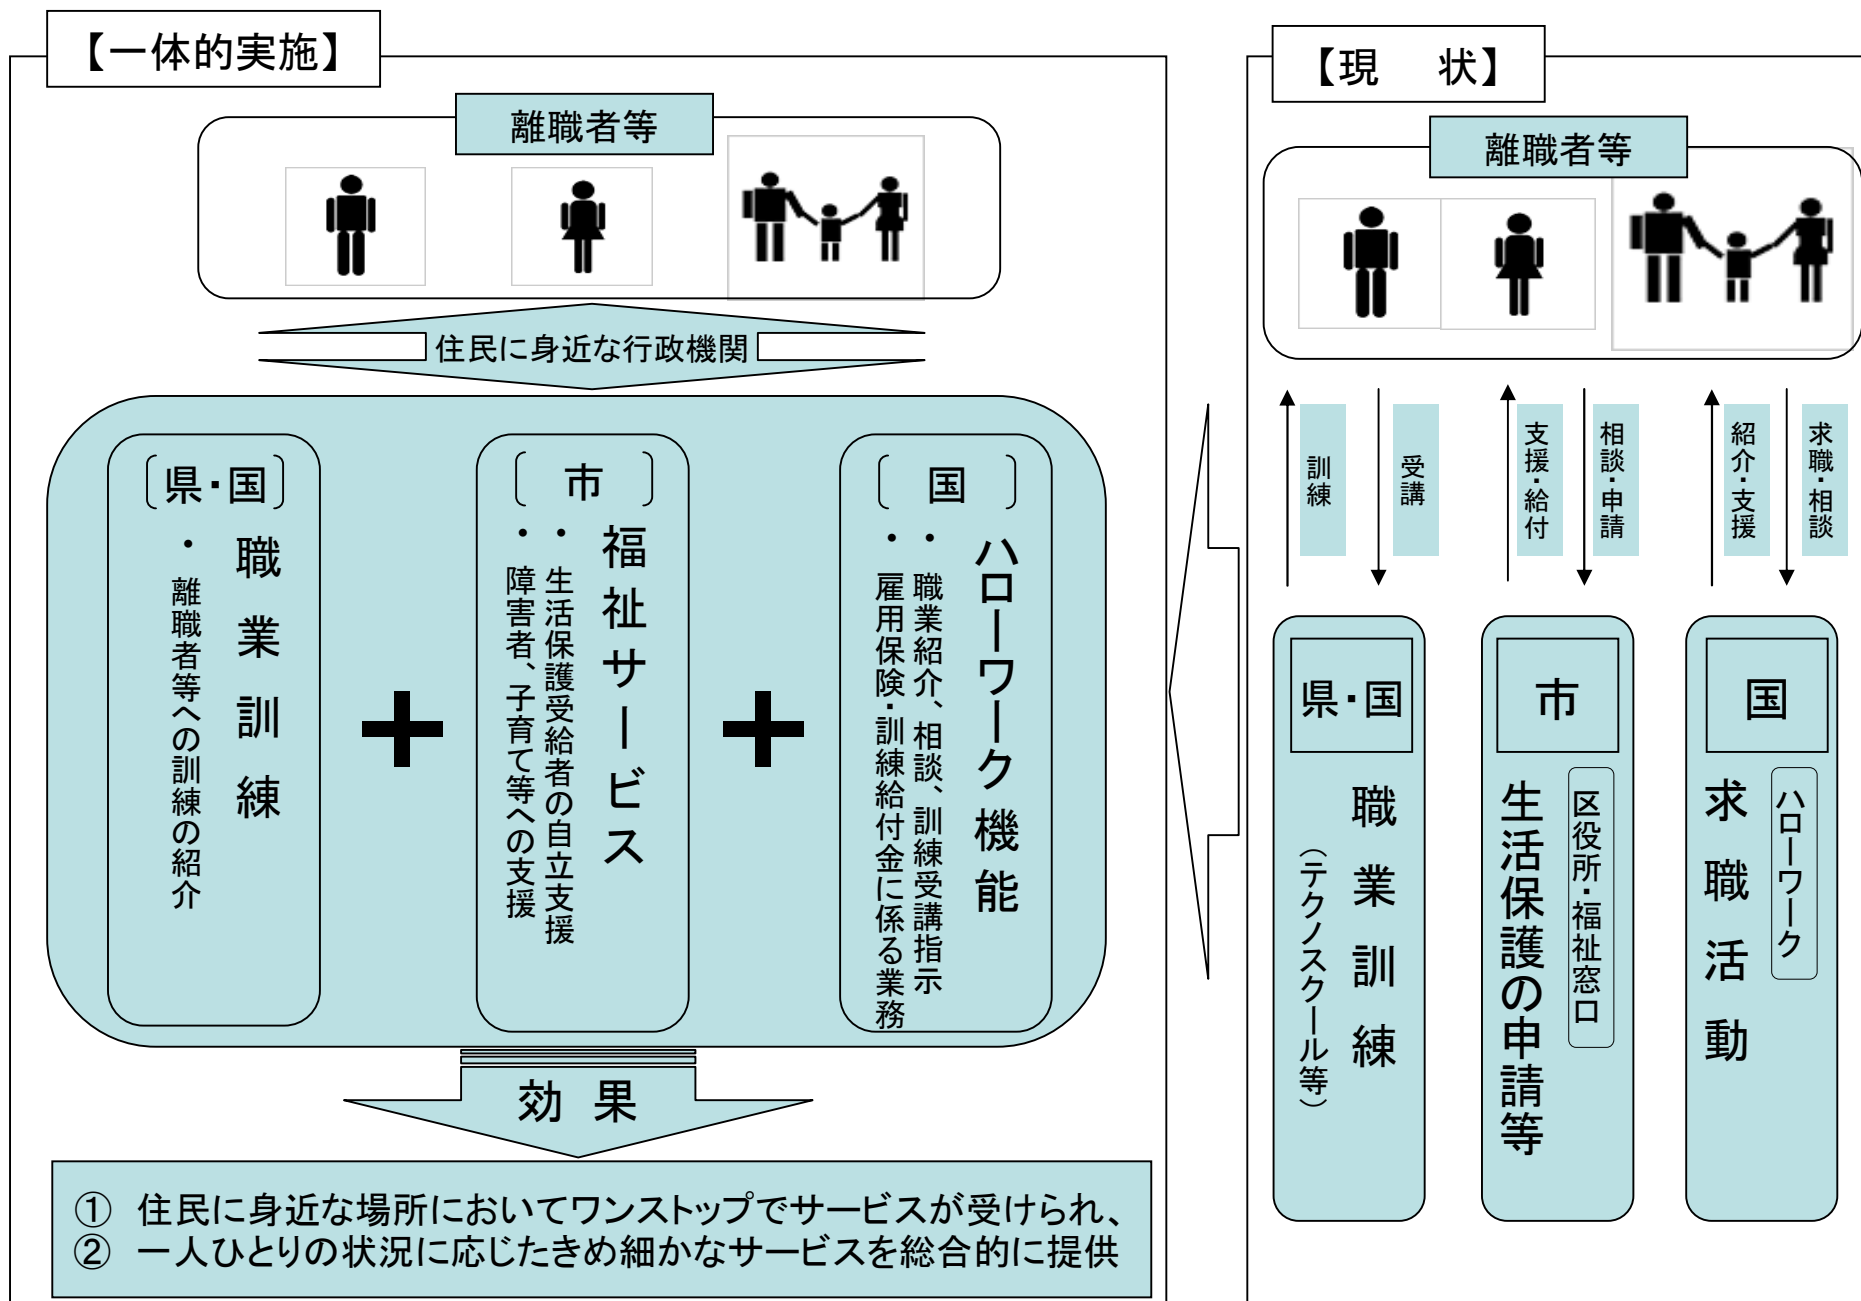 【一体的実施】
離職者等
住民に身近な行政機関
〔県・国〕
職業訓練
・離職者等への訓練の紹介
〔市〕
福祉サービス
・生活保護受給者の自立支援
・障害者、子育て等への支援
〔国〕
ハローワーク機能
・職業紹介、相談、訓練受講指示
・雇用保険・訓練給付金に係る業務
＋
＋
効果
① 住民に身近な場所においてワンストップでサービスが受けられ、
② 一人ひとりの状況に応じたきめ細かなサービスを総合的に提供
【現　状】
離職者等
訓練
受講
支援・給付
相談・申請
紹介・支援
求職・相談
県・国
職業訓練
（テクノスクール等）
市
区役所・福祉窓口
生活保護の申請等
国
ハローワーク
求職活動